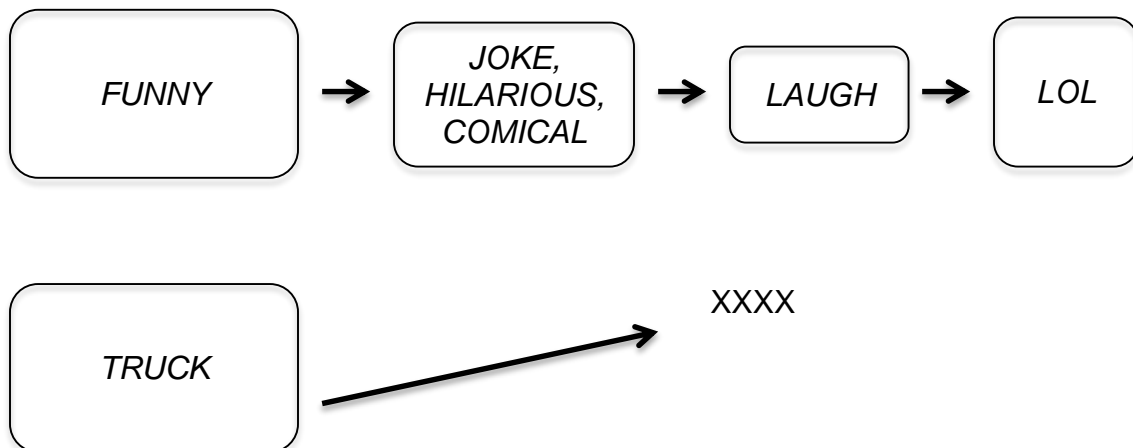 FUNNY
JOKE,
HILARIOUS,
COMICAL
LAUGH
LOL
TRUCK
XXXX